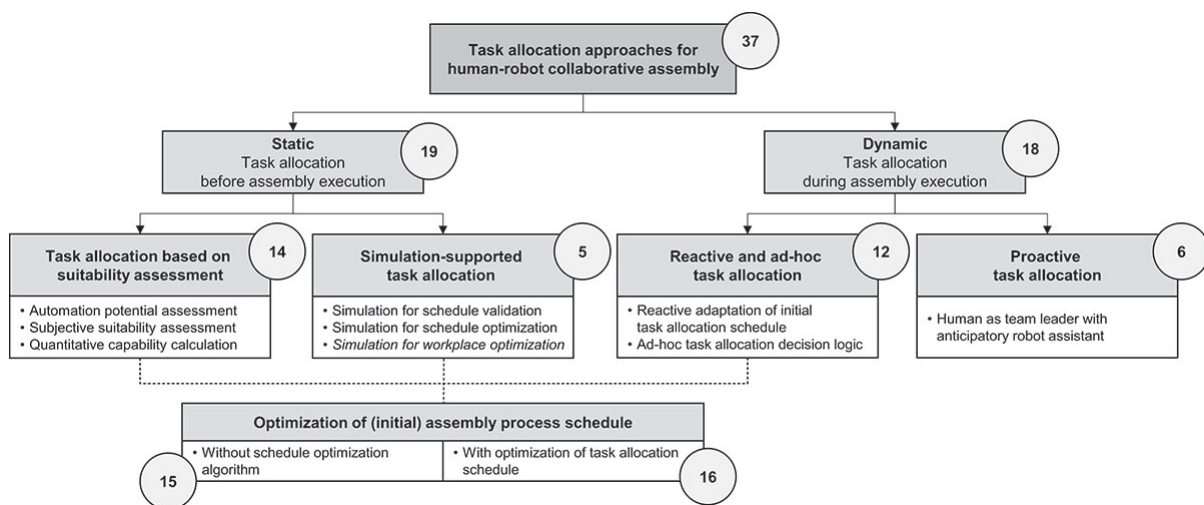 Task allocation approaches for
human-robot collaborative assembly
37
Static
Task allocation
before assembly execution
19
Dynamic
Task allocation
during assembly execution
18
Task allocation based on
suitability assessment
14
• Automation potential assessment
• Subjective suitability assessment
• Quantitative capability calculation
Simulation-supported
task allocation
5
• Simulation for schedule validation
• Simulation for schedule optimization
• Simulation for workplace optimization
Reactive and ad-hoc
task allocation
12
• Reactive adaptation of initial
task allocation schedule
• Ad-hoc task allocation decision logic
Proactive
task allocation
6
• Human as team leader with
anticipatory robot assistant
Optimization of (initial) assembly process schedule
• Without schedule optimization
algorithm
15
• With optimization of task allocation
schedule
16